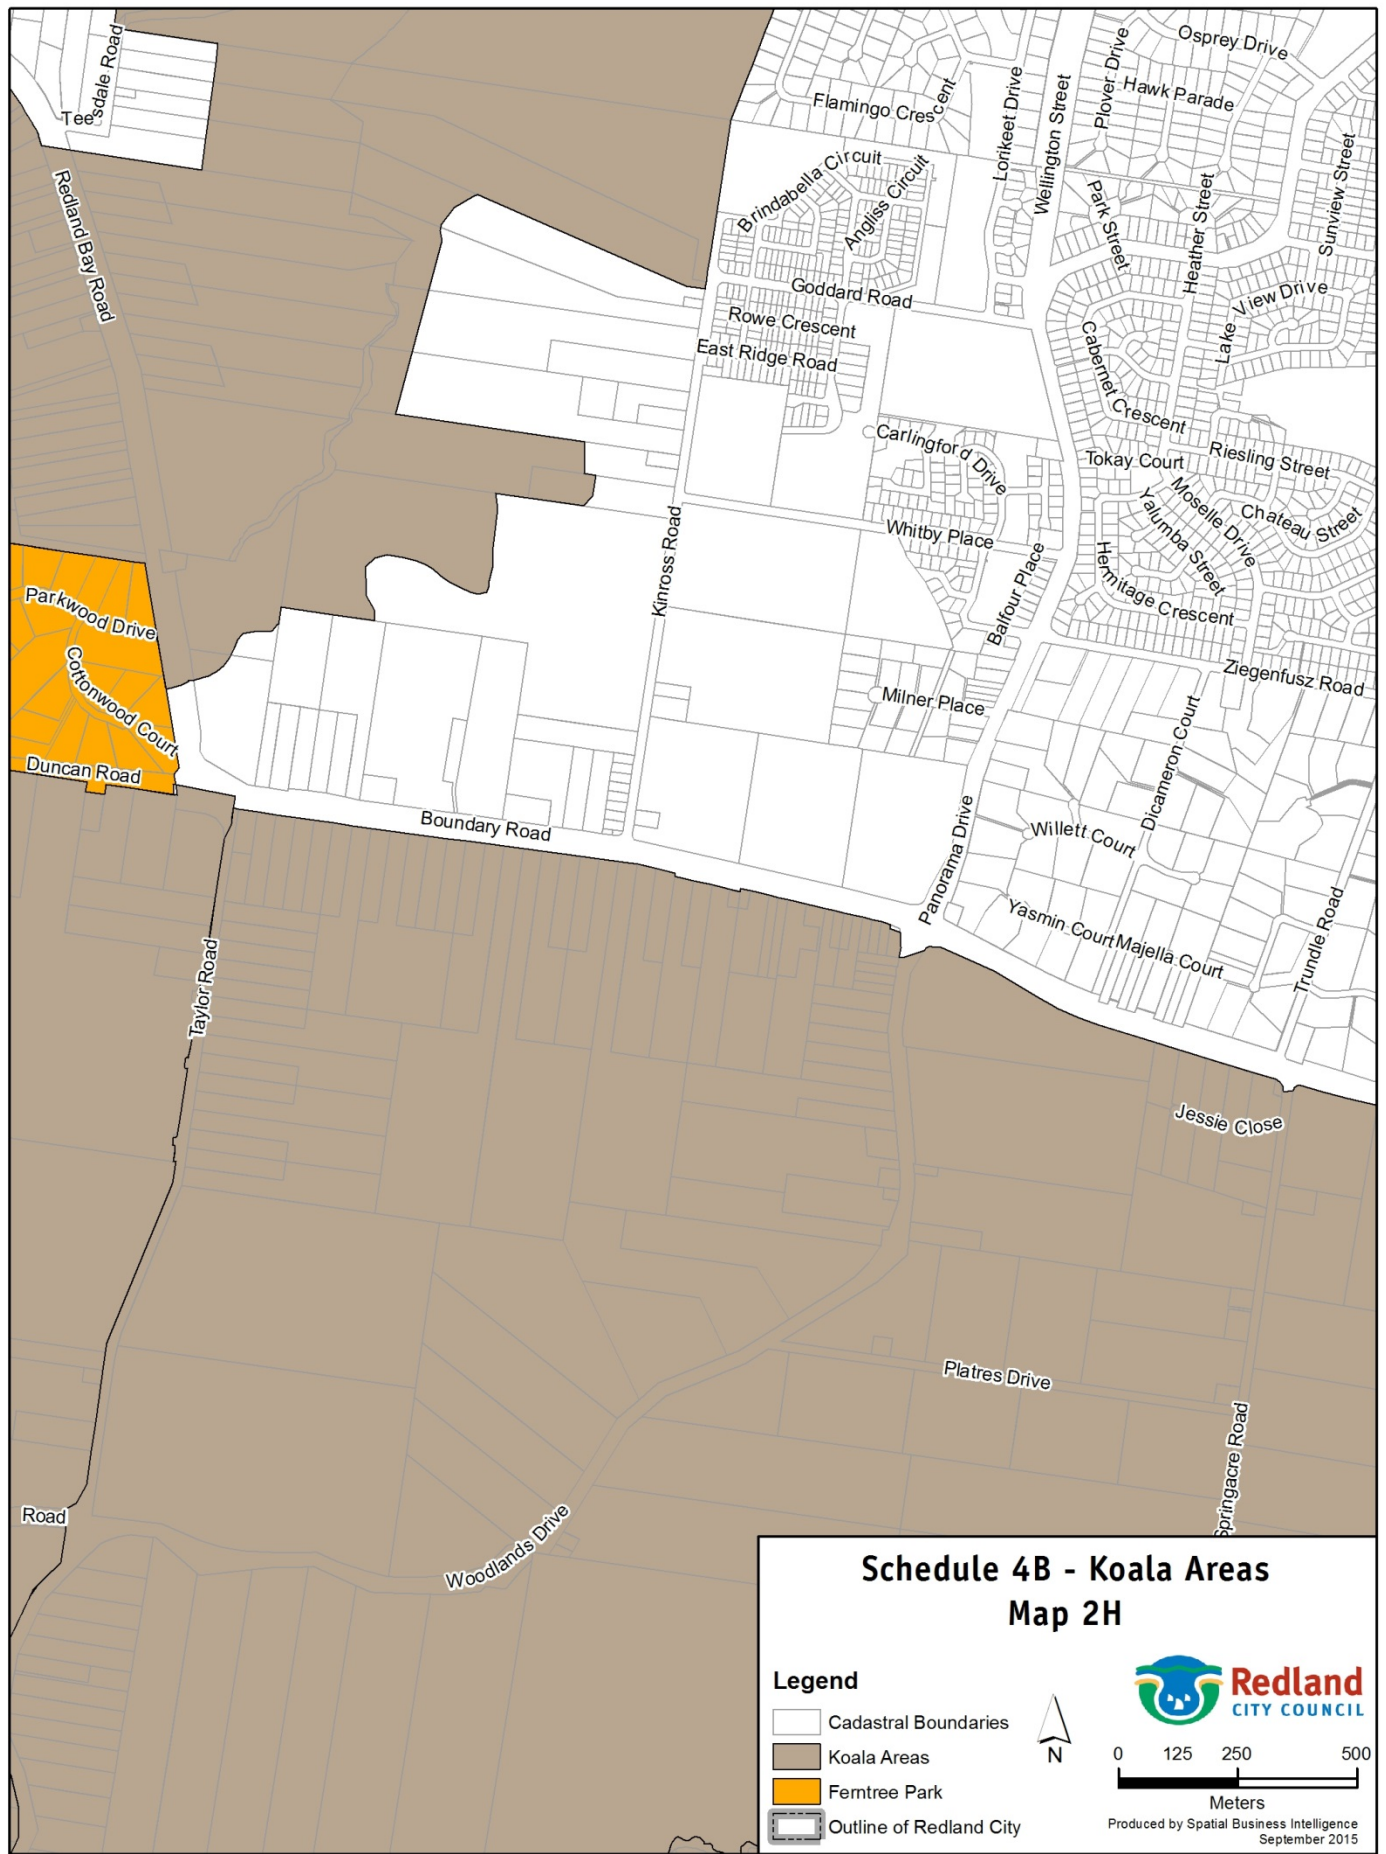 Teesdale Road
Redland Bay Road
Flamingo Crescent
Lorikeet Drive
Wellington Street
Plover Drive
Osprey Drive
Hawk Parade
Brindabella Circuit
Angliss Circuit
Park Street
Heather Street
Sunview Street
Goddard Road
Lake View Drive
Rowe Crescent
East Ridge Road
Cabernet Crescent
Carlingford Drive
Tokay Court
Riesling Street
Moselle Drive
Chateau Street
Yalumba Street
Kinross Road
Whitby Place
Balfour Place
Hermitage Crescent
Parkwood Drive
Cottonwood Court
Duncan Road
Milner Place
Ziegenfusz Road
Dicameron Court
Boundary Road
Willett Court
Panorama Drive
Yasmin Court
Majella Court
Trundle Road
Taylor Road
Jessie Close
Platres Drive
Springacre Road
Road
Woodlands Drive
Schedule 4B - Koala Areas
Map 2H
Legend
Cadastral Boundaries
Koala Areas
Ferntree Park
Outline of Redland City
N
Redland
CITY COUNCIL
0 125 250 500
Meters
Produced by Spatial Business Intelligence
September 2015